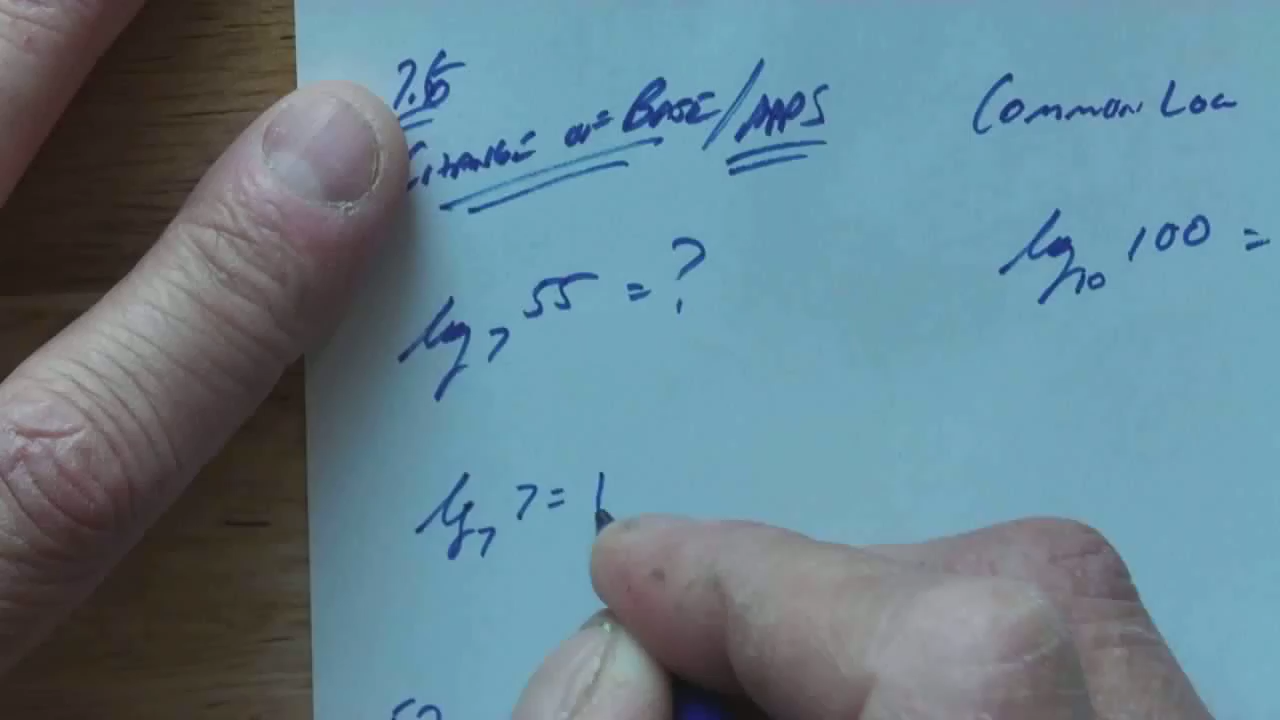 7.6
CHANGE OF BASE/APPS
COMMON LOG
log₇ 55 = ?
log₁₀ 100 =
log₇ 7 = 1